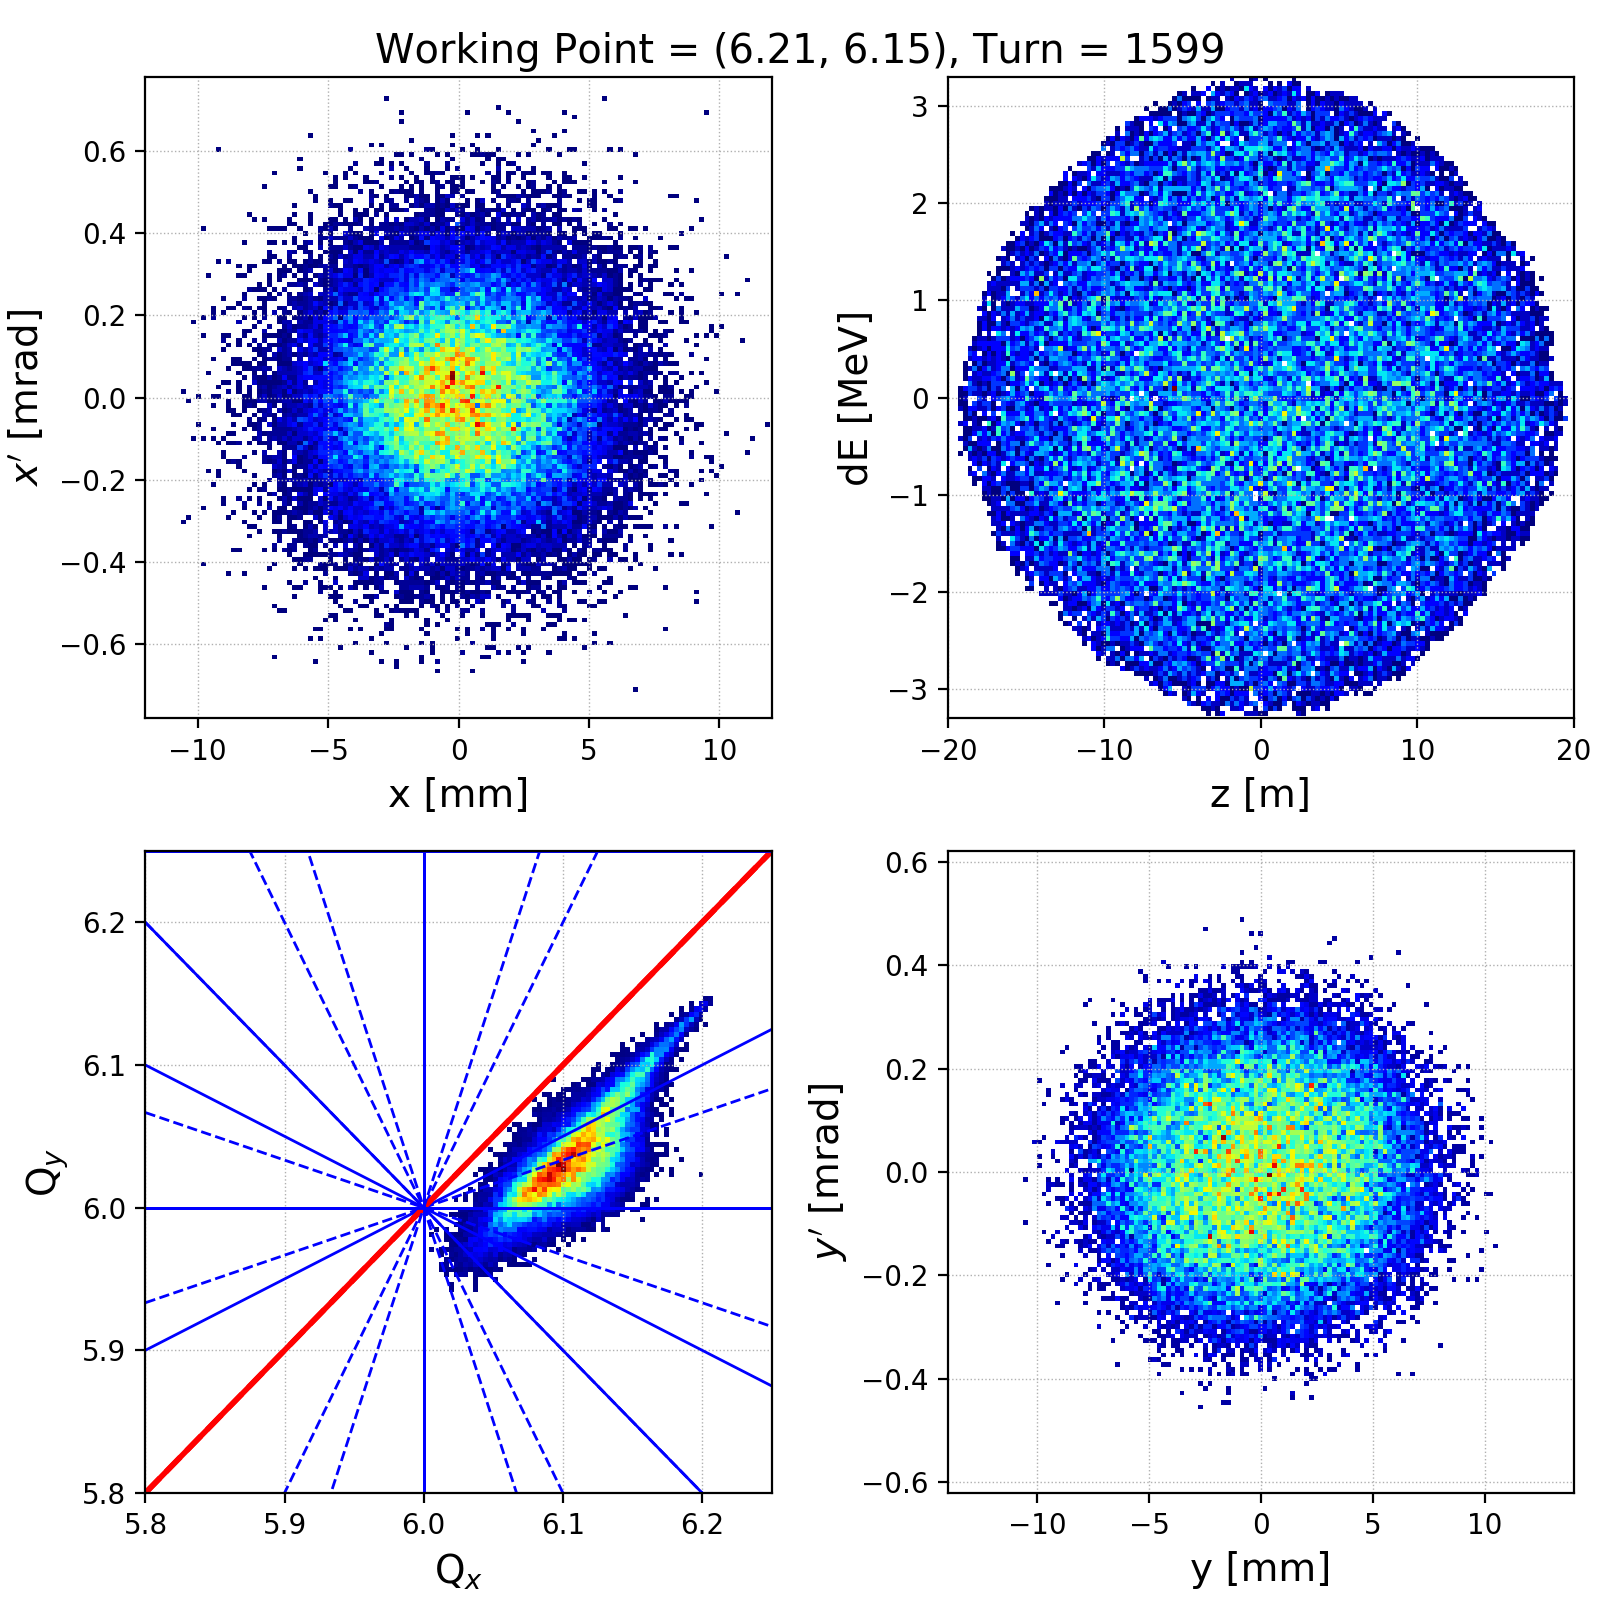 Working Point = (6.21, 6.15), Turn = 1599
x′ [mrad]
0.6
0.4
0.2
0.0
−0.2
−0.4
−0.6
−10 −5 0 5 10
x [mm]
dE [MeV]
3
2
1
0
−1
−2
−3
−20 −10 0 10 20
z [m]
Qy
6.2
6.1
6.0
5.9
5.8
5.8 5.9 6.0 6.1 6.2
Qx
y′ [mrad]
0.6
0.4
0.2
0.0
−0.2
−0.4
−0.6
−10 −5 0 5 10
y [mm]